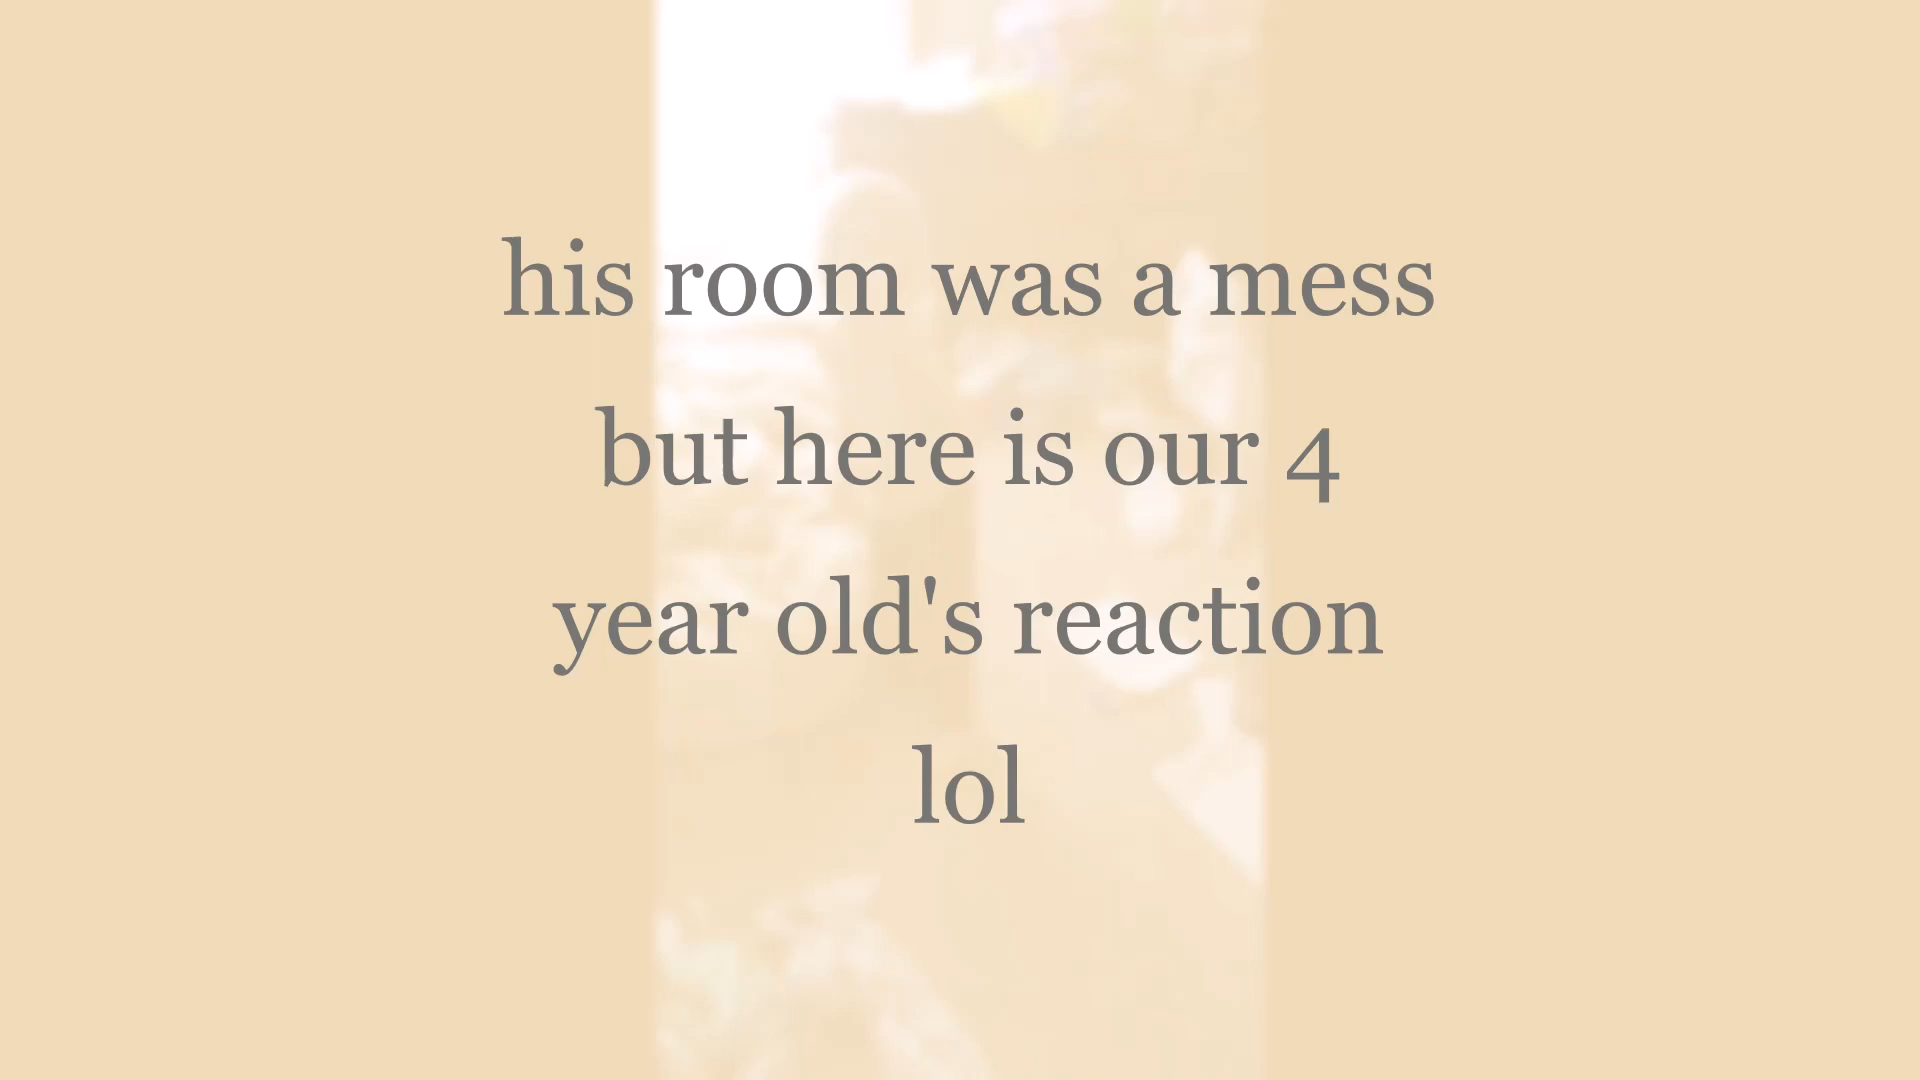 his room was a mess
but here is our 4
year old's reaction
lol